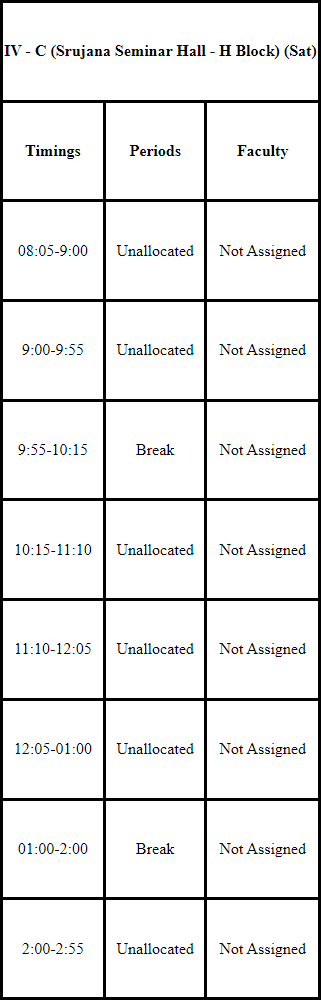 IV - C (Srujana Seminar Hall - H Block) (Sat)
Timings Periods Faculty
08:05-9:00 Unallocated Not Assigned
9:00-9:55 Unallocated Not Assigned
9:55-10:15 Break Not Assigned
10:15-11:10 Unallocated Not Assigned
11:10-12:05 Unallocated Not Assigned
12:05-01:00 Unallocated Not Assigned
01:00-2:00 Break Not Assigned
2:00-2:55 Unallocated Not Assigned